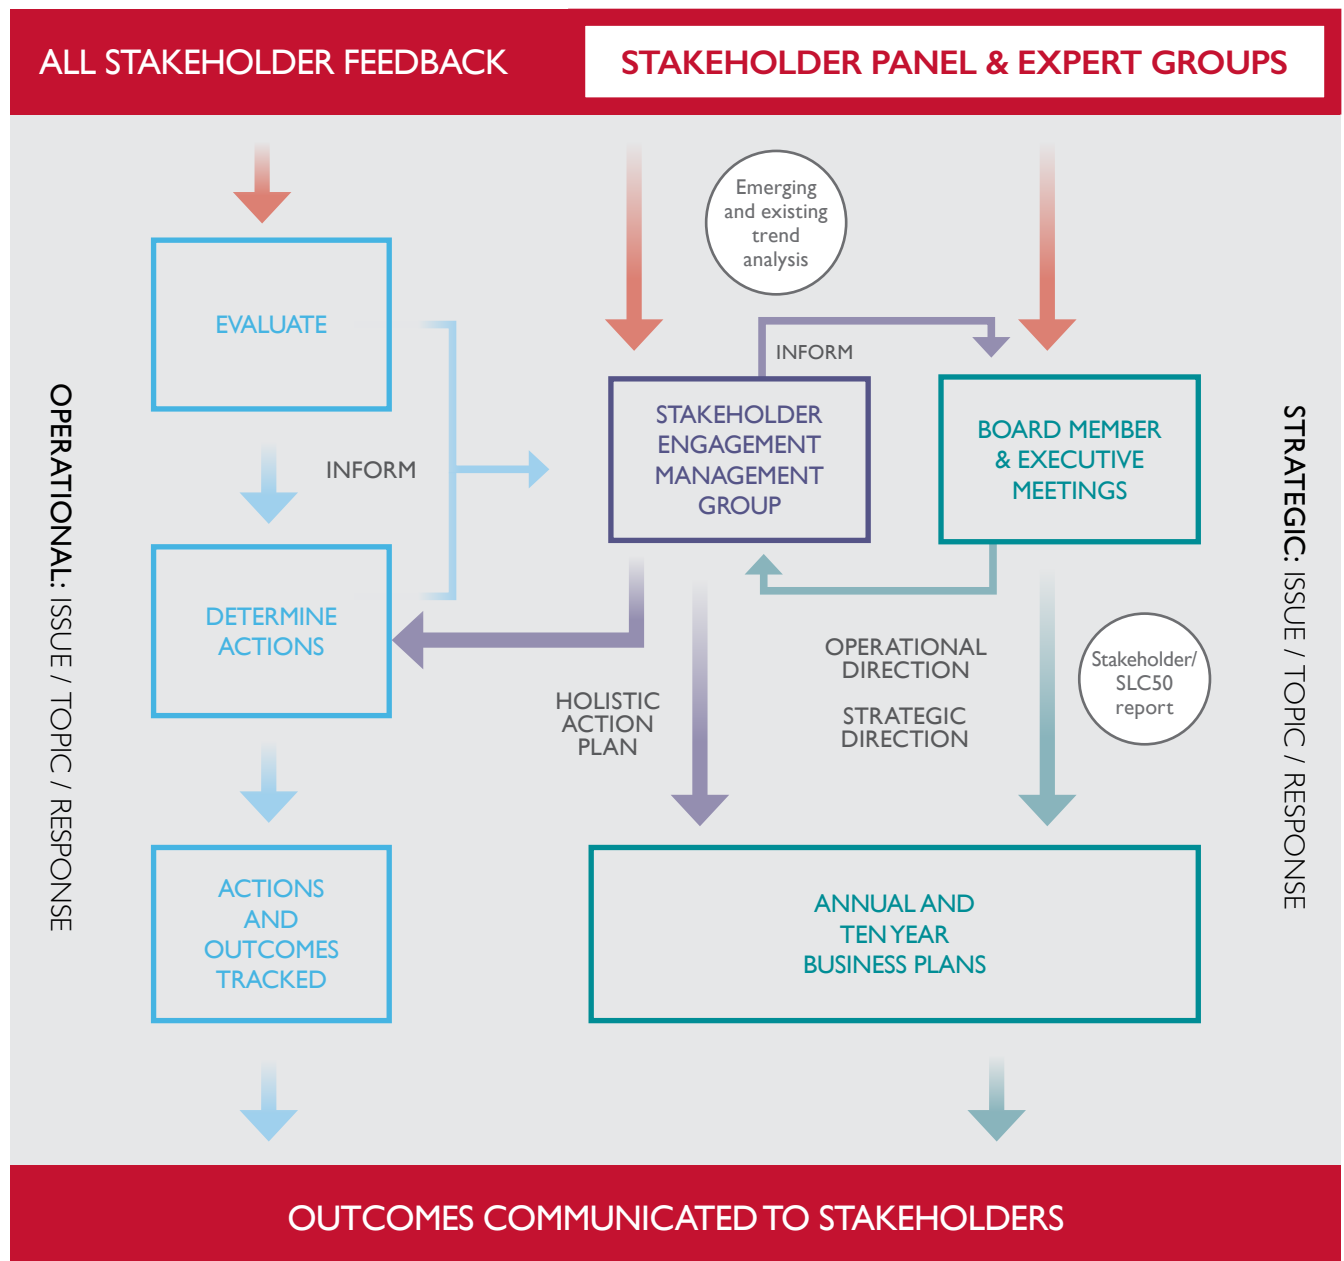 ALL STAKEHOLDER FEEDBACK
STAKEHOLDER PANEL & EXPERT GROUPS
Emerging
and existing
trend
analysis
EVALUATE
INFORM
INFORM
STAKEHOLDER
ENGAGEMENT
MANAGEMENT
GROUP
BOARD MEMBER
& EXECUTIVE
MEETINGS
OPERATIONAL: ISSUE / TOPIC / RESPONSE
STRATEGIC: ISSUE / TOPIC / RESPONSE
DETERMINE
ACTIONS
HOLISTIC
ACTION
PLAN
OPERATIONAL
DIRECTION
STRATEGIC
DIRECTION
Stakeholder/
SLC50
report
ACTIONS
AND
OUTCOMES
TRACKED
ANNUAL AND
TEN YEAR
BUSINESS PLANS
OUTCOMES COMMUNICATED TO STAKEHOLDERS